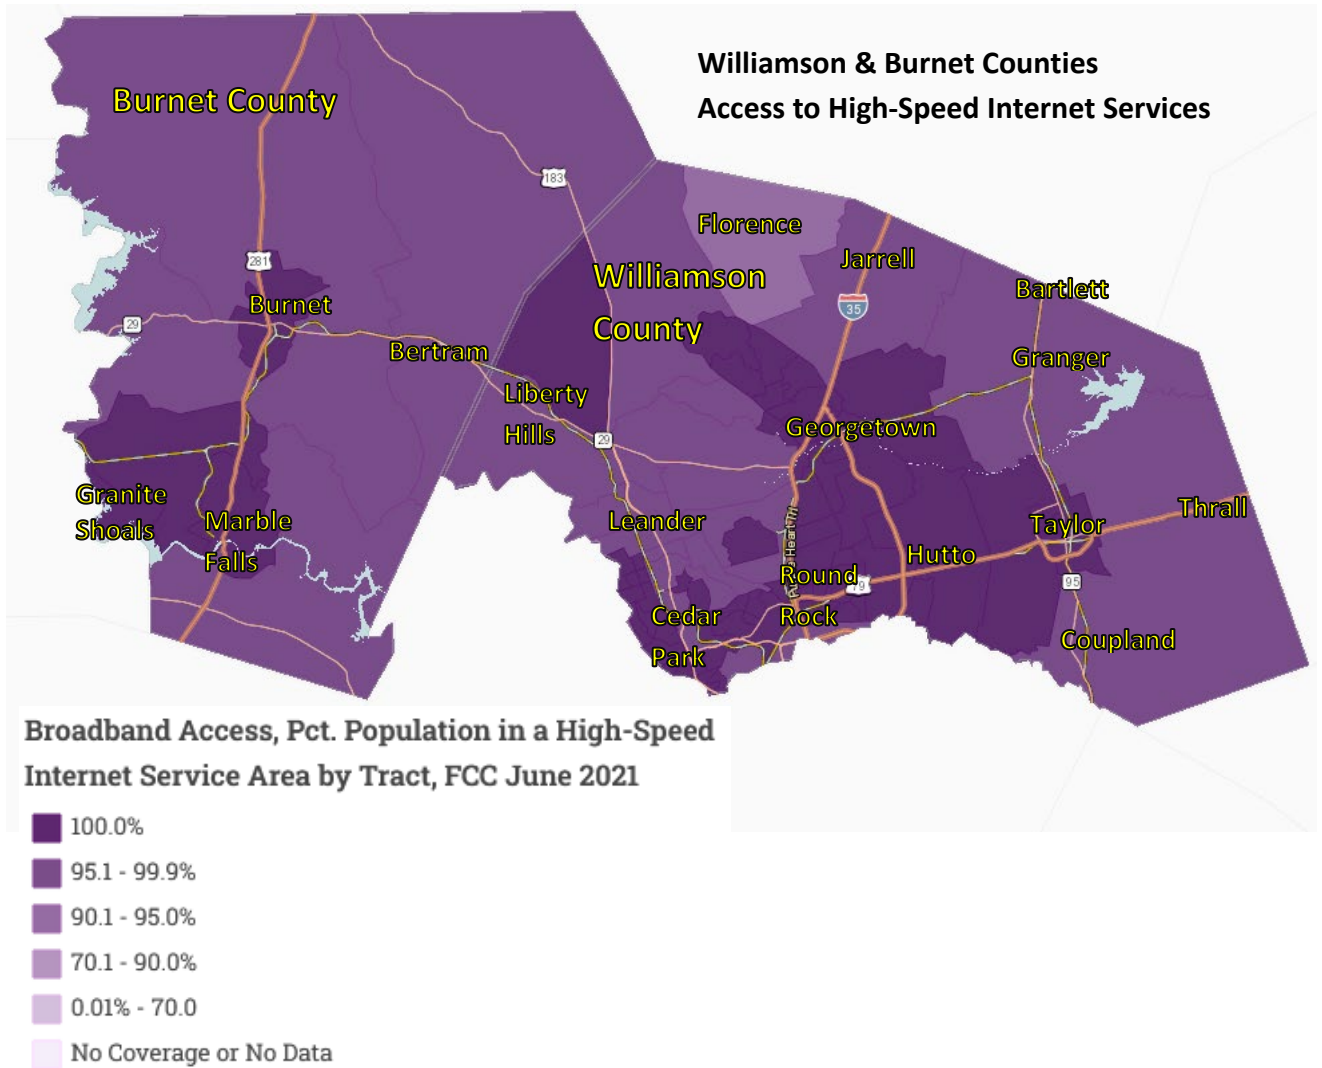 Williamson & Burnet Counties
Access to High-Speed Internet Services
Burnet County
183
Florence
Williamson
County
Jarrell
281
35
Bartlett
Burnet
29
Bertram
Granger
Liberty
Hills
29
Georgetown
Granite
Shoals
Marble
Falls
Leander
Thrall
Taylor
Hutto
Round
Rock
79
95
Cedar
Park
Coupland
Broadband Access, Pct. Population in a High-Speed
Internet Service Area by Tract, FCC June 2021
100.0%
95.1 - 99.9%
90.1 - 95.0%
70.1 - 90.0%
0.01% - 70.0
No Coverage or No Data